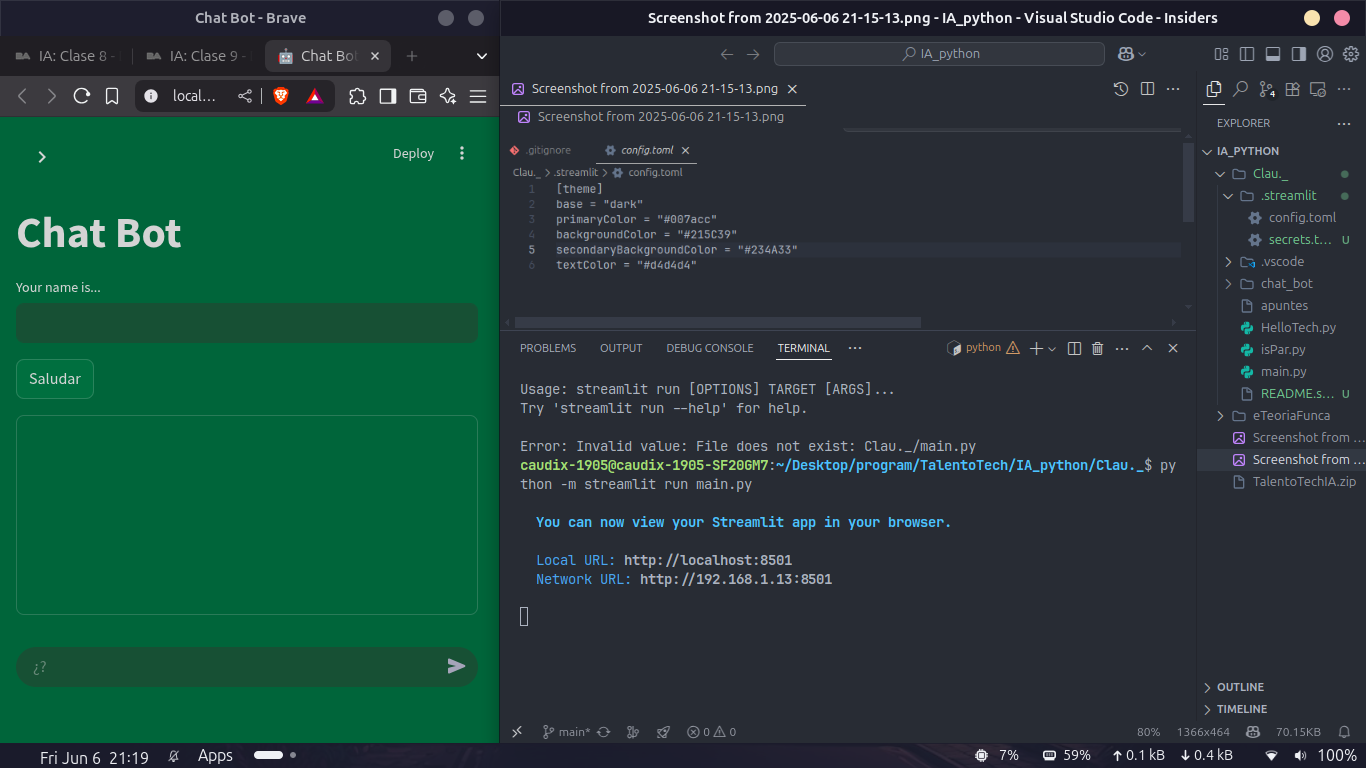 Chat Bot - Brave
IA: Clase 8 -
IA: Clase 9 -
Chat Bot
local...
Deploy
Chat Bot
Your name is...
Saludar
¿?
Screenshot from 2025-06-06 21-15-13.png - IA_python - Visual Studio Code - Insiders
IA_python
Screenshot from 2025-06-06 21-15-13.png
Screenshot from 2025-06-06 21-15-13.png
.gitignore
config.toml
Clau._ > .streamlit > config.toml
1 [theme]
2 base = "dark"
3 primaryColor = "#007acc"
4 backgroundColor = "#215C39"
5 secondaryBackgroundColor = "#234A33"
6 textColor = "#d4d4d4"
PROBLEMS OUTPUT DEBUG CONSOLE TERMINAL ...
python
Usage: streamlit run [OPTIONS] TARGET [ARGS]...
Try 'streamlit run --help' for help.
Error: Invalid value: File does not exist: Clau._/main.py
caudix-1905@caudix-1905-SF20GM7:~/Desktop/program/TalentoTech/IA_python/Clau._$ py
thon -m streamlit run main.py
You can now view your Streamlit app in your browser.
Local URL: http://localhost:8501
Network URL: http://192.168.1.13:8501
4
EXPLORER
IA_PYTHON
Clau._
.streamlit
config.toml
secrets.t... U
.vscode
chat_bot
apuntes
HelloTech.py
isPar.py
main.py
README.s... U
eTeoriaFunca
Screenshot from ...
Screenshot from ...
TalentoTechIA.zip
OUTLINE
TIMELINE
main* 0 0 80% 1366x464 70.15KB
Fri Jun 6 21:19 Apps 7% 59% 0.1 kB 0.4 kB 100%